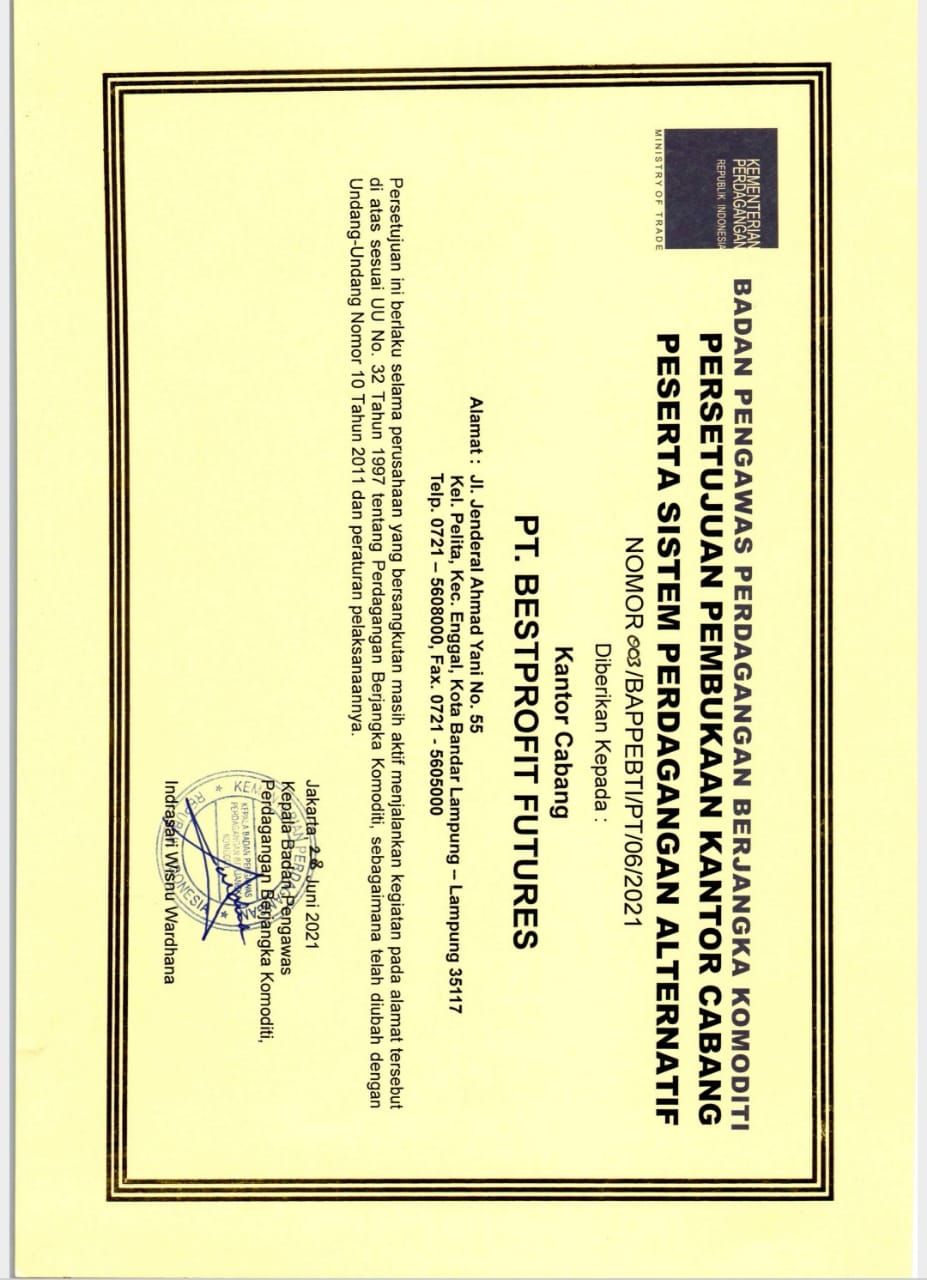 KEMENTERIAN
PERDAGANGAN
REPUBLIK INDONESIA
MINISTRY OF TRADE
BADAN PENGAWAS PERDAGANGAN BERJANGKA KOMODITI
PERSETUJUAN PEMBUKAAN KANTOR CABANG
PESERTA SISTEM PERDAGANGAN ALTERNATIF
NOMOR 003/BAPPEBTI/PT/06/2021
Diberikan Kepada :
Kantor Cabang
PT. BESTPROFIT FUTURES
Alamat : Jl. Jenderal Ahmad Yani No. 55
Kel. Pelita, Kec. Enggal, Kota Bandar Lampung – Lampung 35117
Telp. 0721 – 5608000, Fax. 0721 - 5605000
Persetujuan ini berlaku selama perusahaan yang bersangkutan masih aktif menjalankan kegiatan pada alamat tersebut
di atas sesuai UU No. 32 Tahun 1997 tentang Perdagangan Berjangka Komoditi, sebagaimana telah diubah dengan
Undang-Undang Nomor 10 Tahun 2011 dan peraturan pelaksanaannya.
Jakarta, 28 Juni 2021
Kepala Badan Pengawas
Perdagangan Berjangka Komoditi,
KEMENTERIAN PERDAGANGAN
KEPALA BADAN PENGAWAS
PERDAGANGAN BERJANGKA
KOMODITI
REPUBLIK INDONESIA
Indrasari Wisnu Wardhana